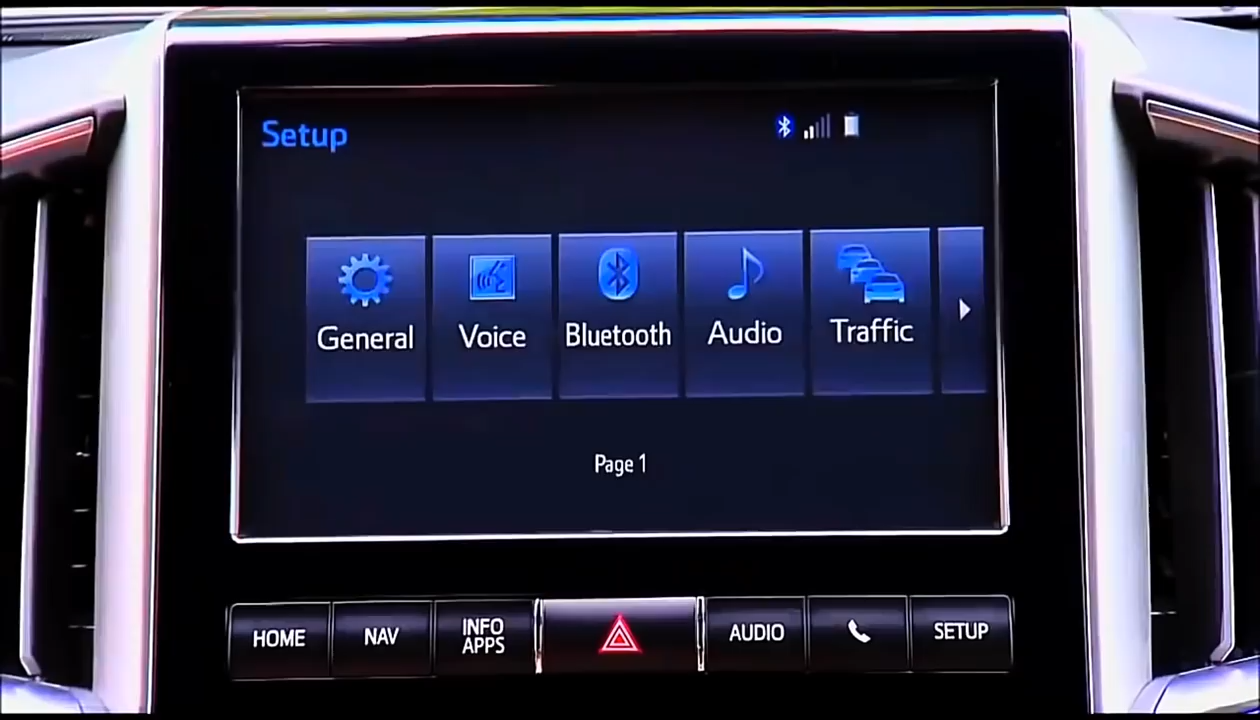 Setup
General
Voice
Bluetooth
Audio
Traffic
Page 1
HOME
NAV
INFO
APPS
AUDIO
SETUP